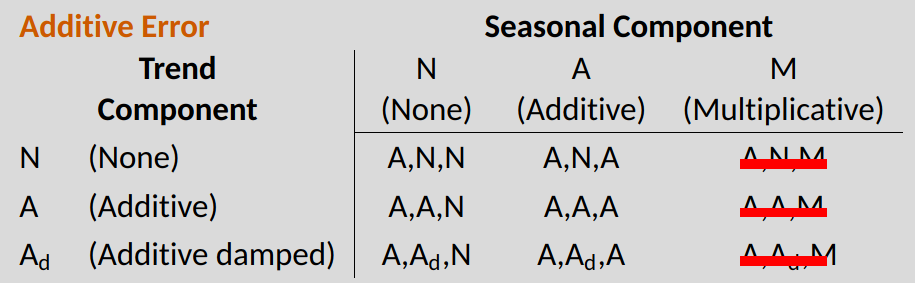 Additive Error Seasonal Component
Trend N A M
Component (None) (Additive) (Multiplicative)
N (None) A,N,N A,N,A A,N,M
A (Additive) A,A,N A,A,A A,A,M
A_d (Additive damped) A,A_d,N A,A_d,A A,A_d,M